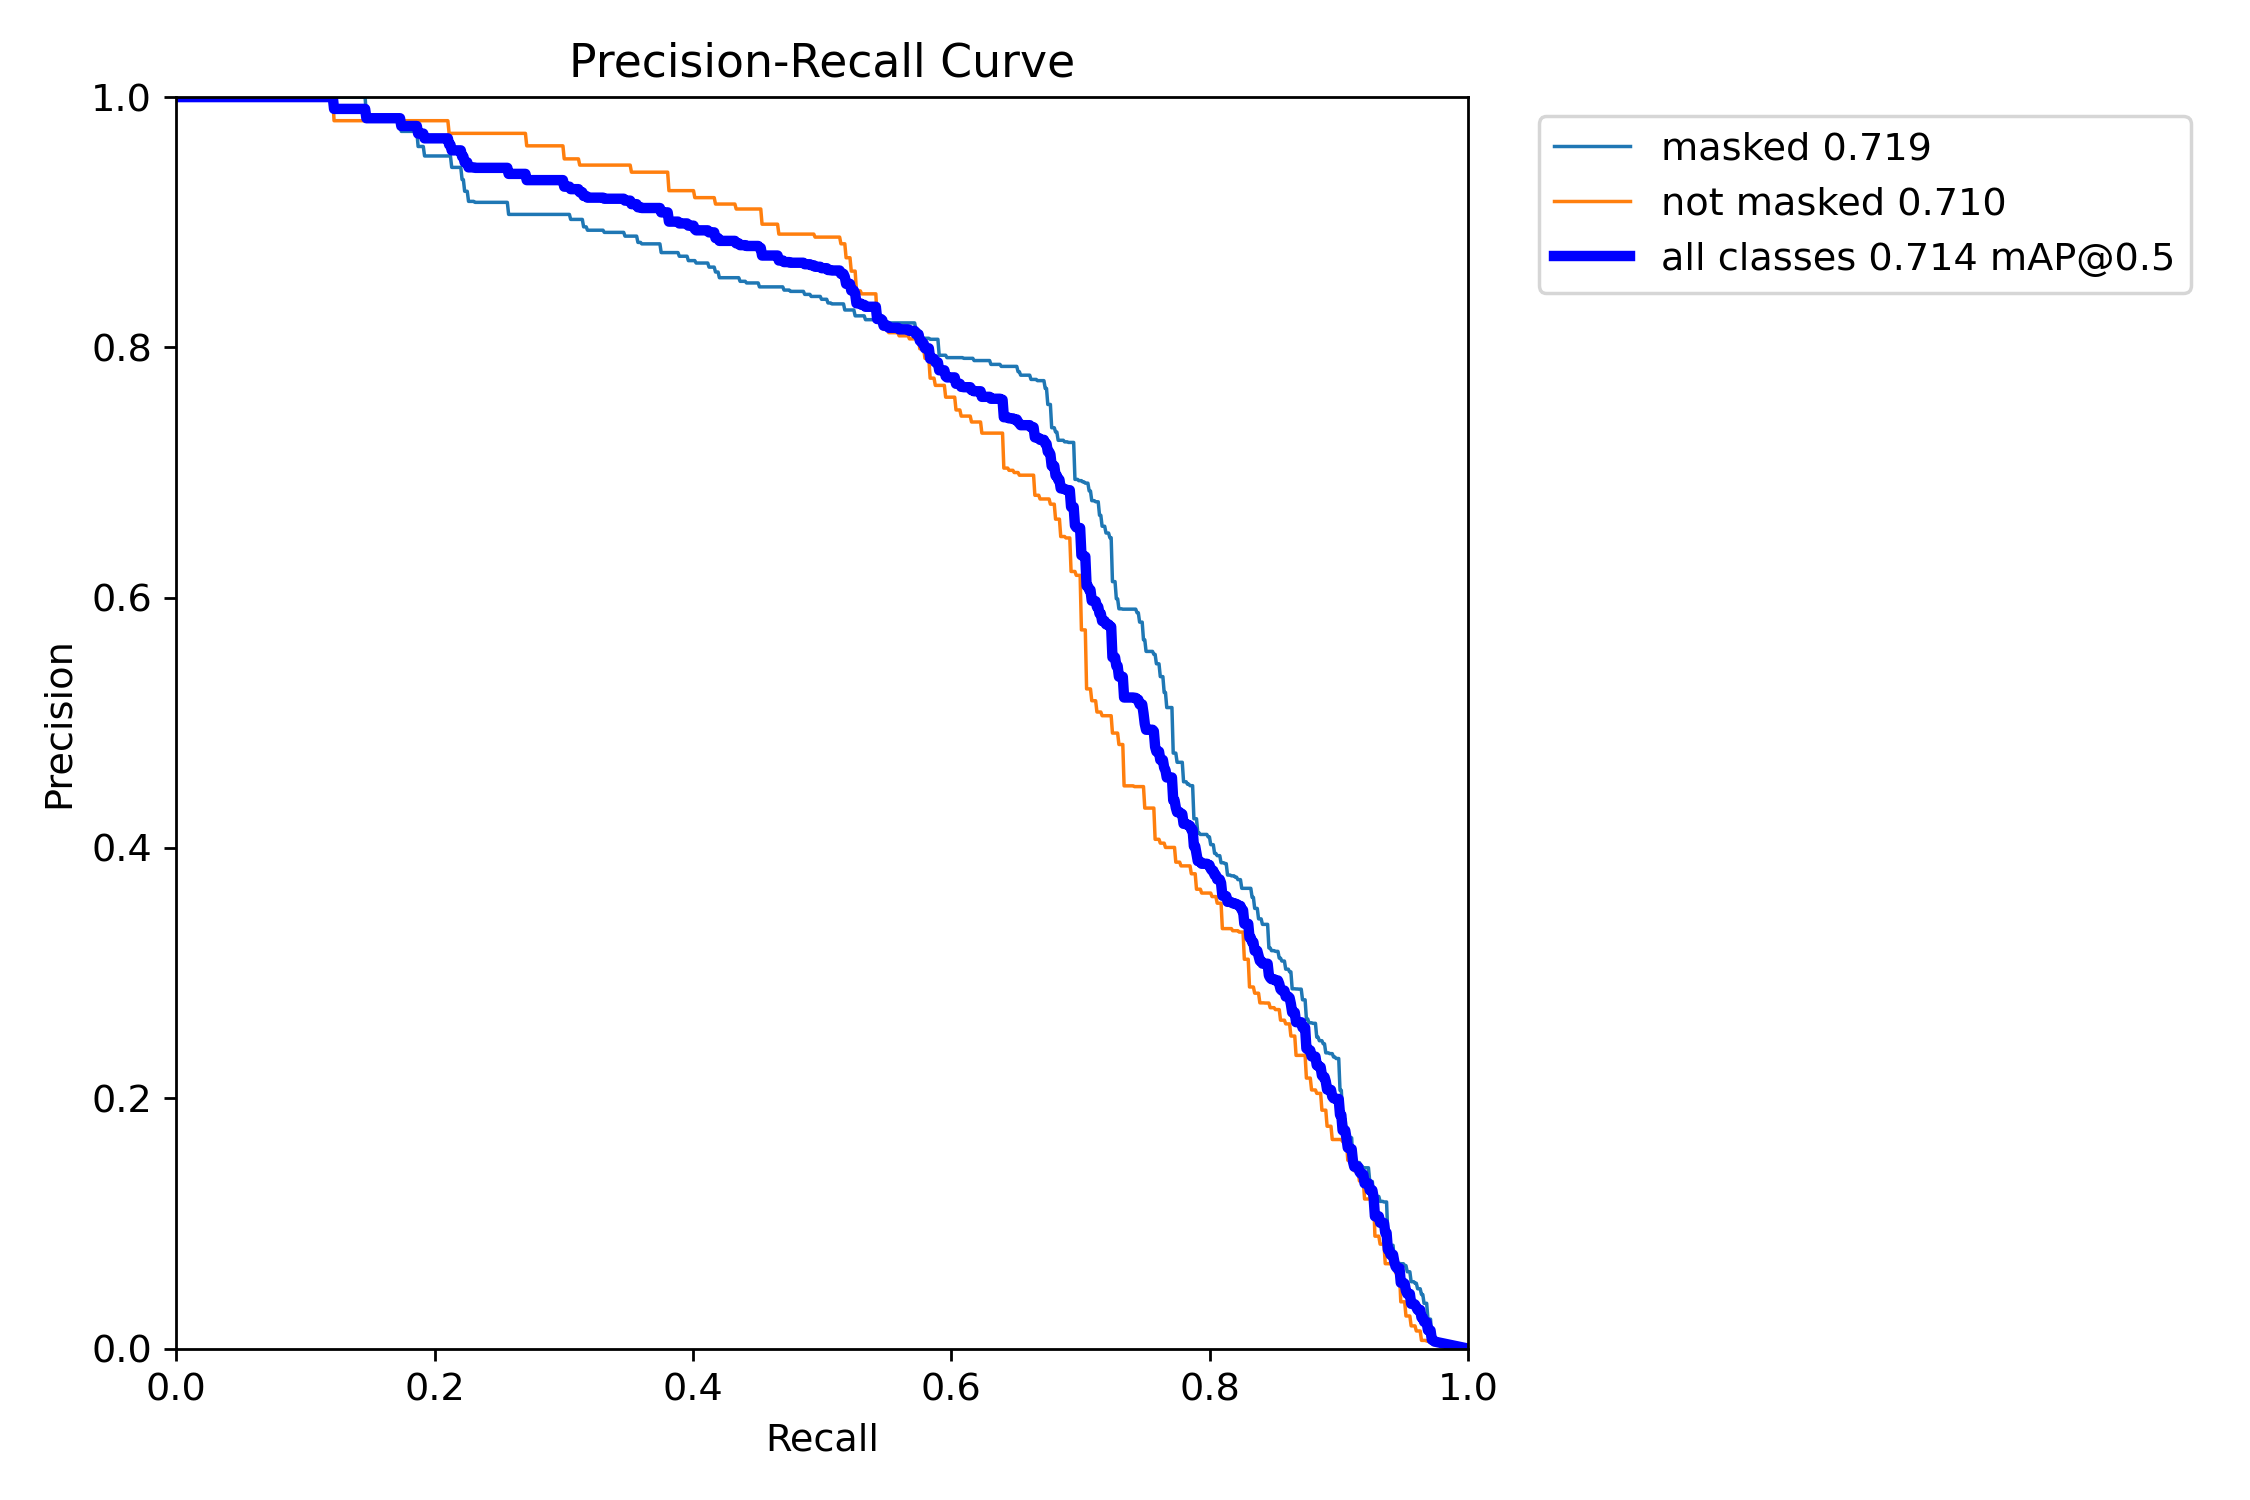 Precision-Recall Curve
masked 0.719
not masked 0.710
all classes 0.714 mAP@0.5
Precision
1.0
0.8
0.6
0.4
0.2
0.0
0.0 0.2 0.4 0.6 0.8 1.0
Recall